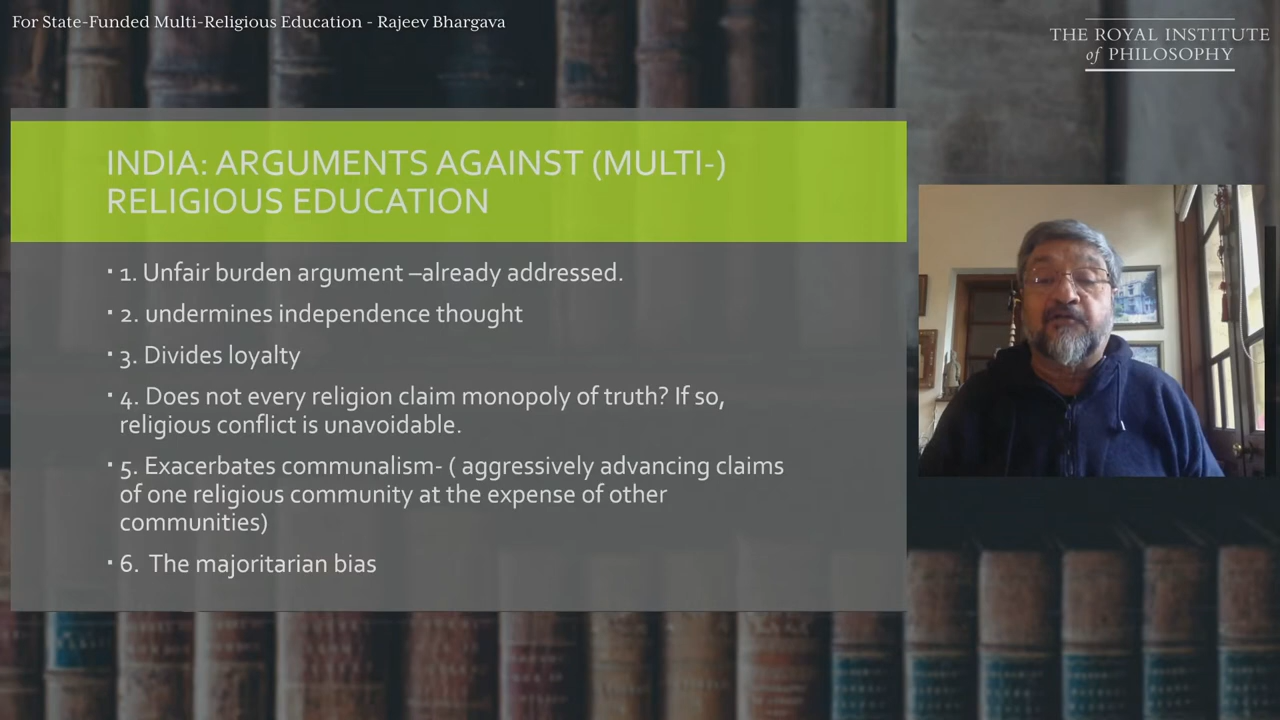 For State-Funded Multi-Religious Education - Rajeev Bhargava
THE ROYAL INSTITUTE
of PHILOSOPHY
INDIA: ARGUMENTS AGAINST (MULTI-)
RELIGIOUS EDUCATION
▪ 1. Unfair burden argument –already addressed.
▪ 2. undermines independence thought
▪ 3. Divides loyalty
▪ 4. Does not every religion claim monopoly of truth? If so,
religious conflict is unavoidable.
▪ 5. Exacerbates communalism- ( aggressively advancing claims
of one religious community at the expense of other
communities)
▪ 6. The majoritarian bias